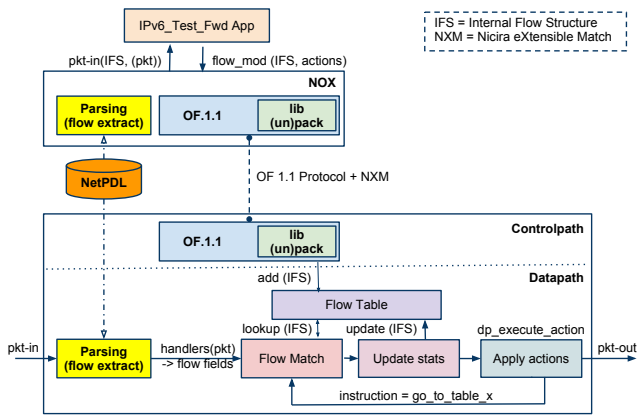 IPv6_Test_Fwd App
IFS = Internal Flow Structure
NXM = Nicira eXtensible Match
pkt-in(IFS, (pkt))
flow_mod (IFS, actions)
NOX
Parsing
(flow extract)
OF.1.1
lib
(un)pack
NetPDL
OF 1.1 Protocol + NXM
OF.1.1
lib
(un)pack
Controlpath
Datapath
add (IFS)
Flow Table
lookup (IFS)
update (IFS)
dp_execute_action
pkt-in
Parsing
(flow extract)
handlers(pkt)
-> flow fields
Flow Match
Update stats
Apply actions
pkt-out
instruction = go_to_table_x